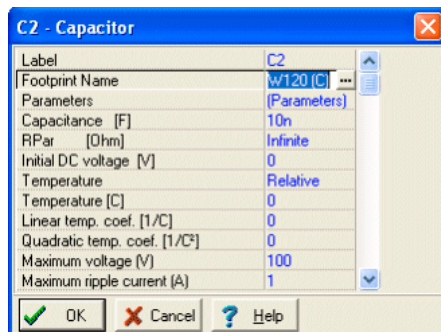 C2 - Capacitor
Label C2
Footprint Name W120 (C) ...
Parameters (Parameters)
Capacitance [F] 10n
RPar [Ohm] Infinite
Initial DC voltage [V] 0
Temperature Relative
Temperature [C] 0
Linear temp. coef. [1/C] 0
Quadratic temp. coef. [1/C²] 0
Maximum voltage (V) 100
Maximum ripple current (A) 1
OK Cancel ? Help